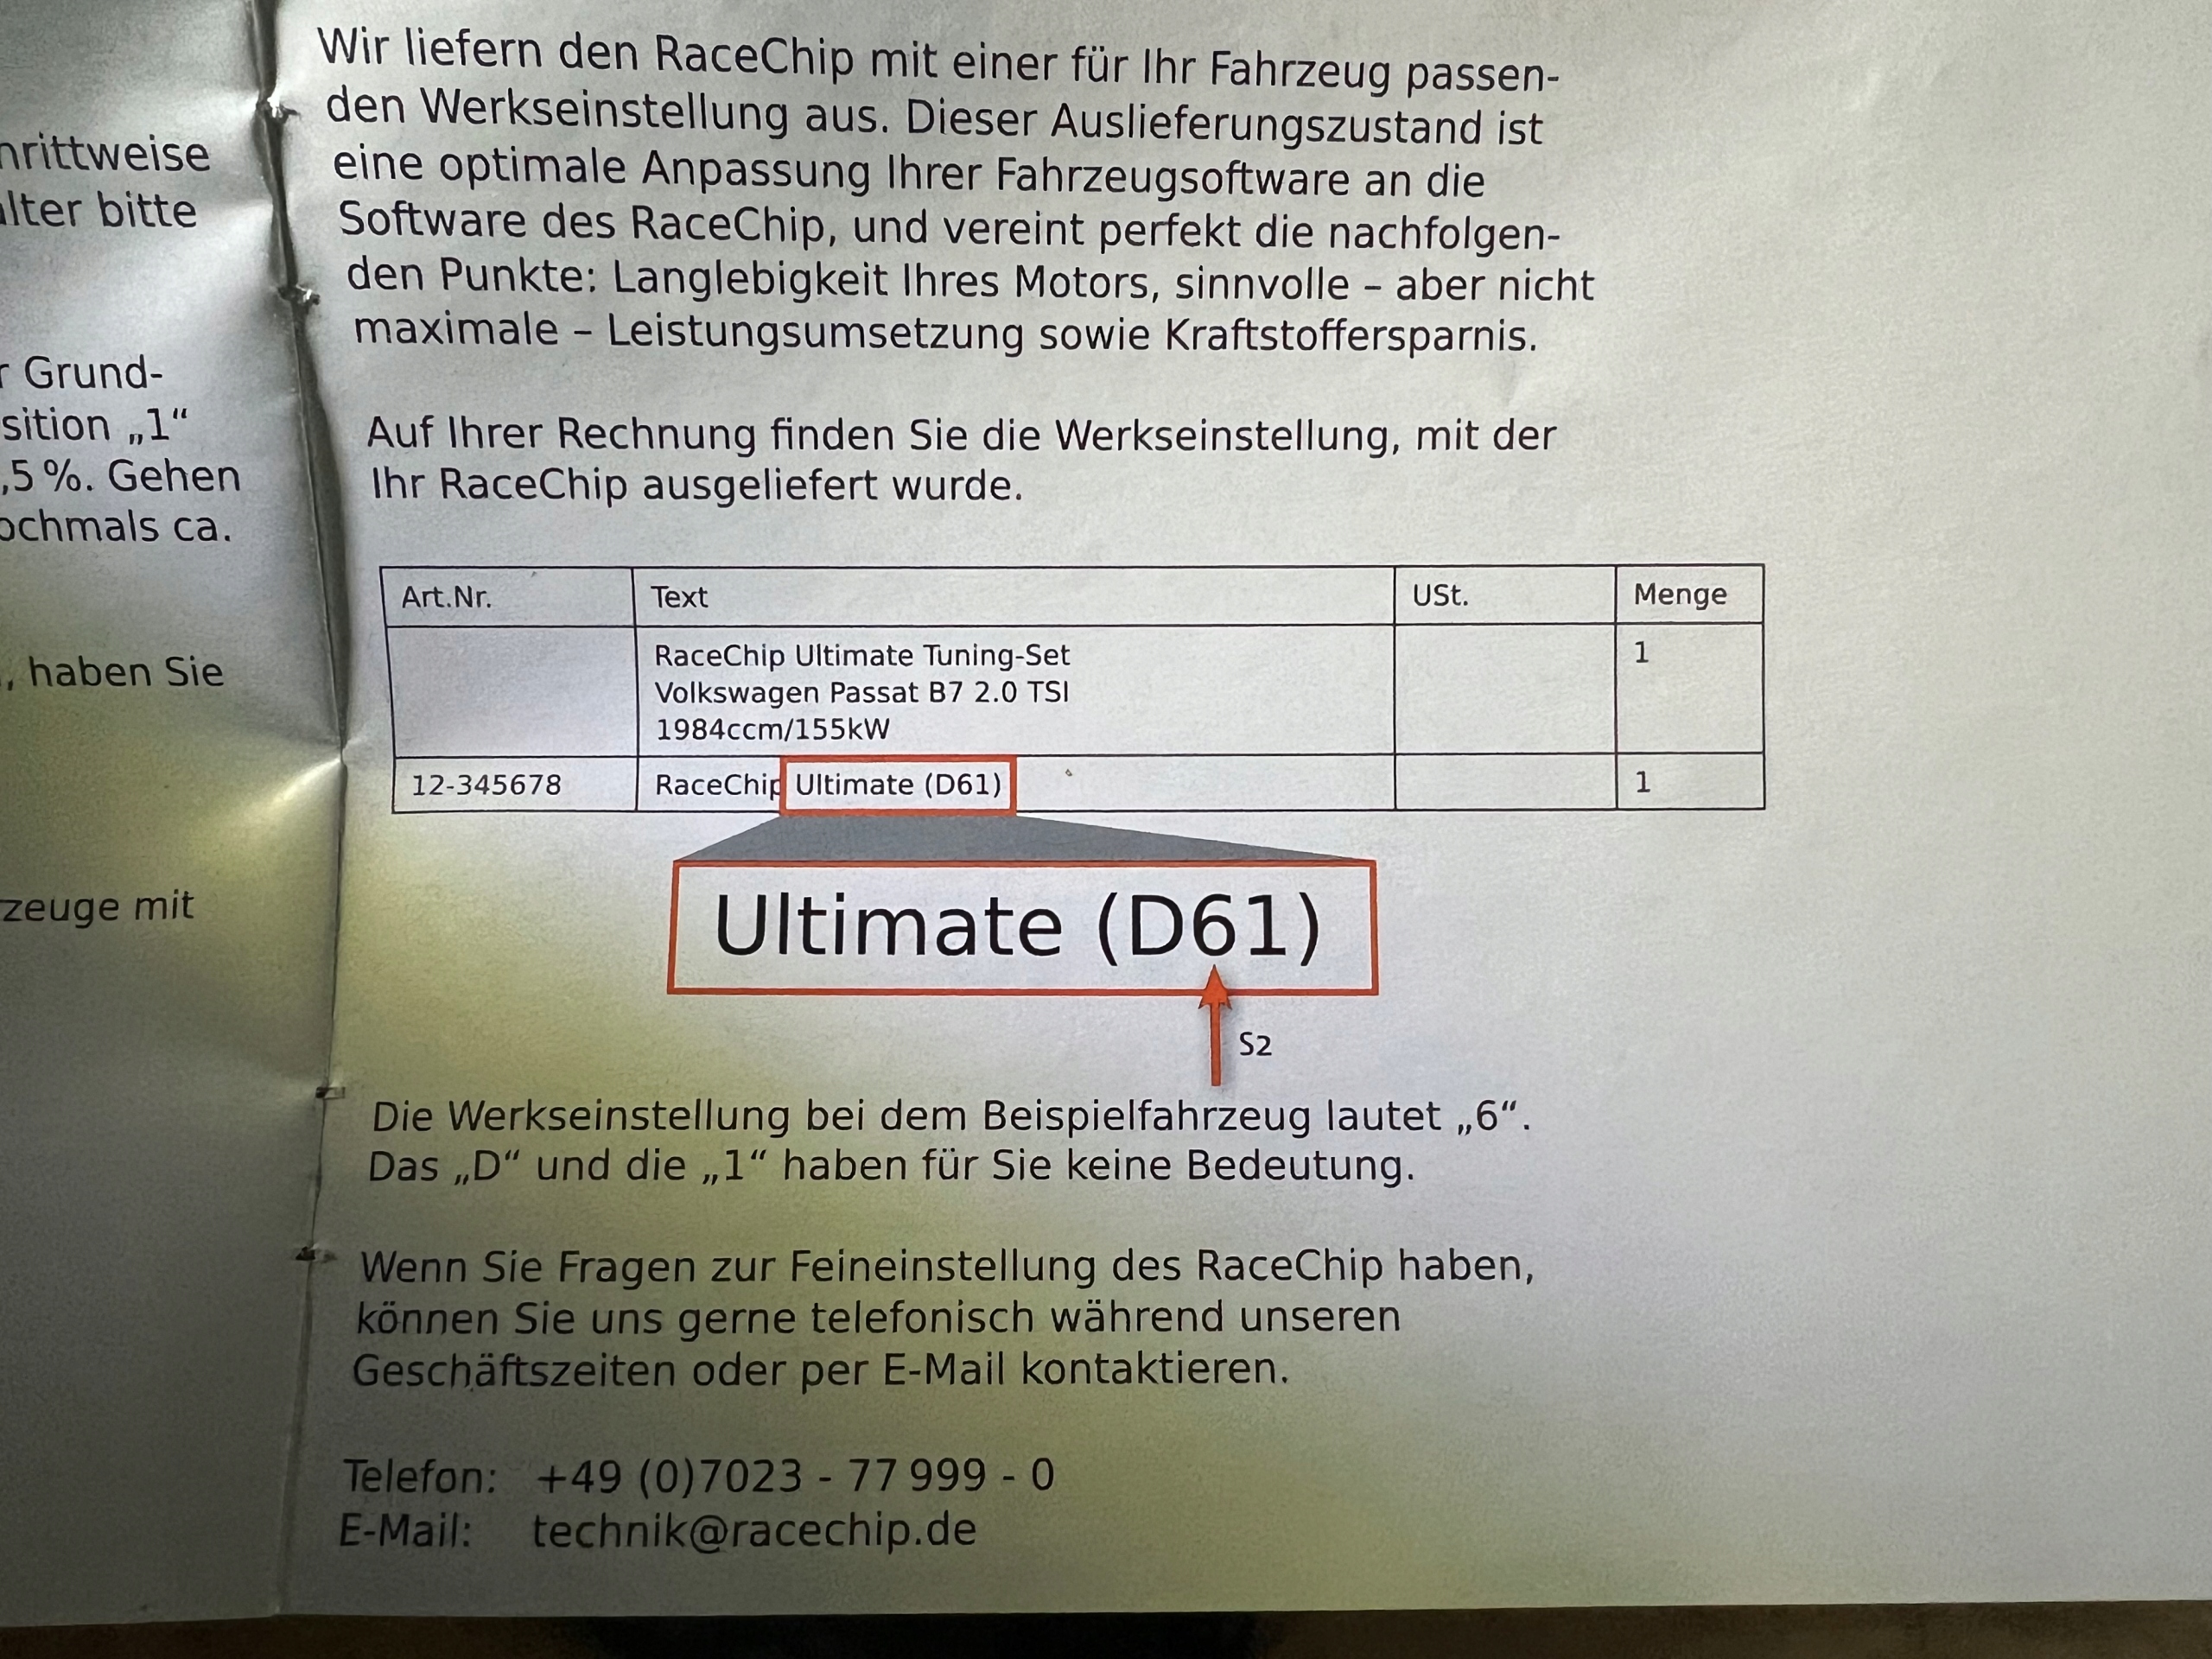 hrittweise
alter bitte
r Grund-
sition „1“
,5 %. Gehen
ochmals ca.
, haben Sie
zeuge mit
Wir liefern den RaceChip mit einer für Ihr Fahrzeug passen-
den Werkseinstellung aus. Dieser Auslieferungszustand ist
eine optimale Anpassung Ihrer Fahrzeugsoftware an die
Software des RaceChip, und vereint perfekt die nachfolgen-
den Punkte: Langlebigkeit Ihres Motors, sinnvolle – aber nicht
maximale – Leistungsumsetzung sowie Kraftstoffersparnis.
Auf Ihrer Rechnung finden Sie die Werkseinstellung, mit der
Ihr RaceChip ausgeliefert wurde.
Art.Nr. Text USt. Menge
RaceChip Ultimate Tuning-Set 1
Volkswagen Passat B7 2.0 TSI
1984ccm/155kW
12-345678 RaceChip Ultimate (D61) 1
Ultimate (D61)
S2
Die Werkseinstellung bei dem Beispielfahrzeug lautet „6“.
Das „D“ und die „1“ haben für Sie keine Bedeutung.
Wenn Sie Fragen zur Feineinstellung des RaceChip haben,
können Sie uns gerne telefonisch während unseren
Geschäftszeiten oder per E-Mail kontaktieren.
Telefon: +49 (0)7023 - 77 999 - 0
E-Mail: technik@racechip.de